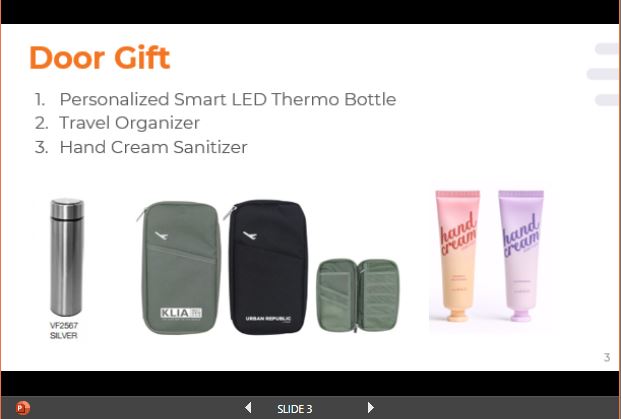 Door Gift
1. Personalized Smart LED Thermo Bottle
2. Travel Organizer
3. Hand Cream Sanitizer
VF2567
SILVER
KLIA
URBAN REPUBLIC
hand
cream
hand
cream
3
SLIDE 3